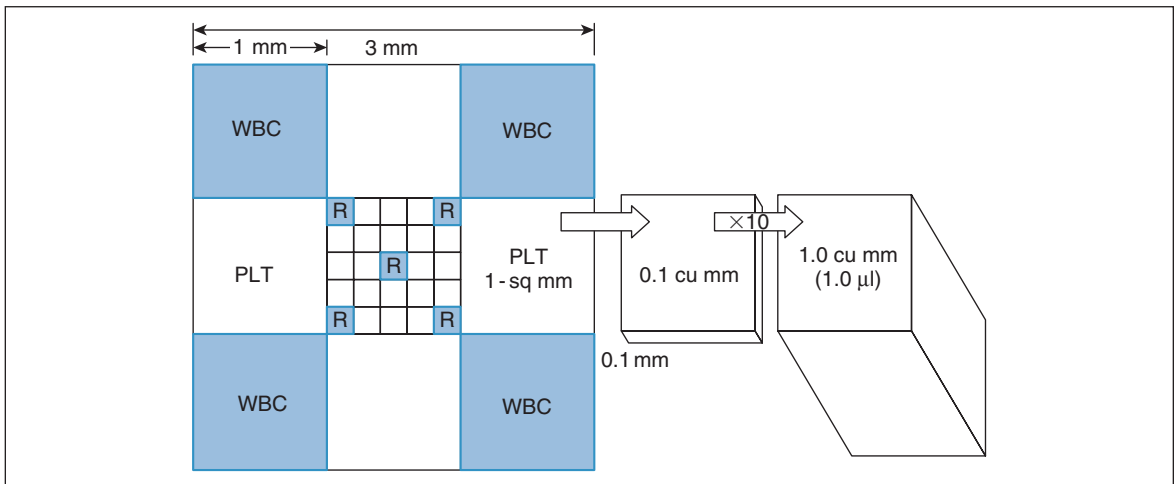 1 mm
3 mm
WBC
WBC
R
R
R
R
R
PLT
PLT
1-sq mm
0.1 cu mm
×10
1.0 cu mm
(1.0 μl)
0.1 mm
WBC
WBC